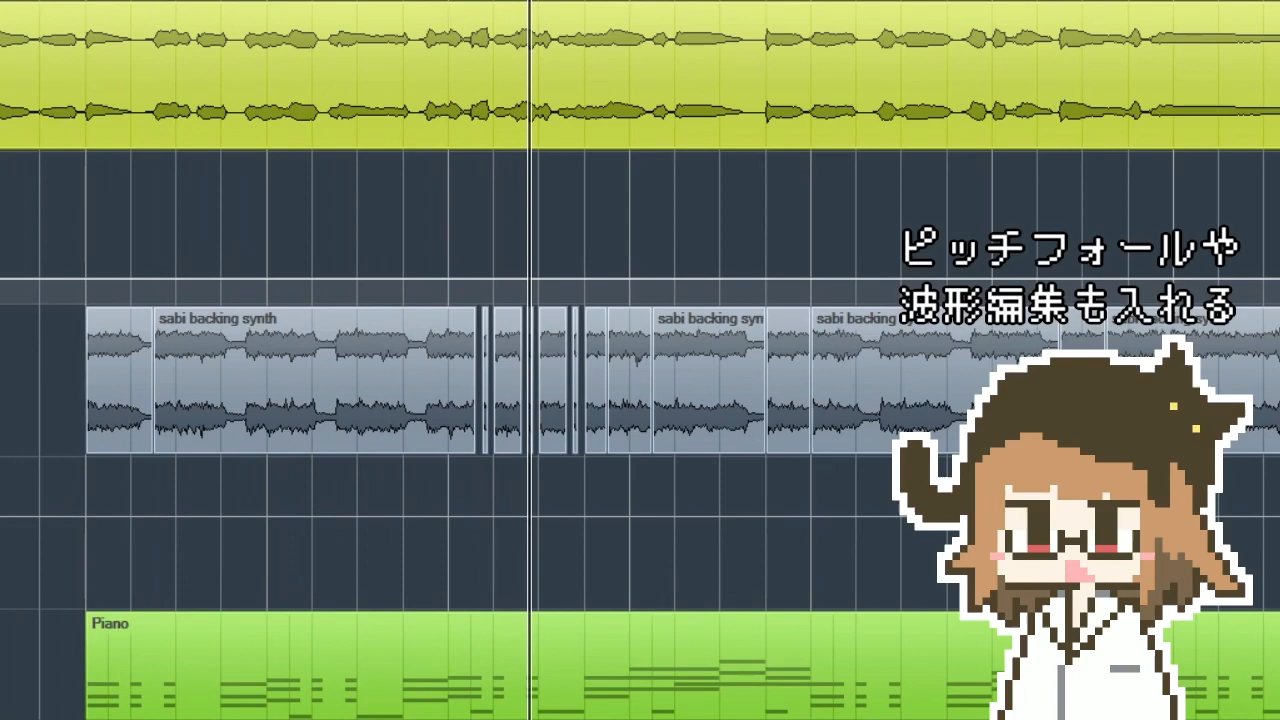 ピッチフォールや
波形編集も入れる
sabi backing synth
sabi backing syn
sabi backing
Piano